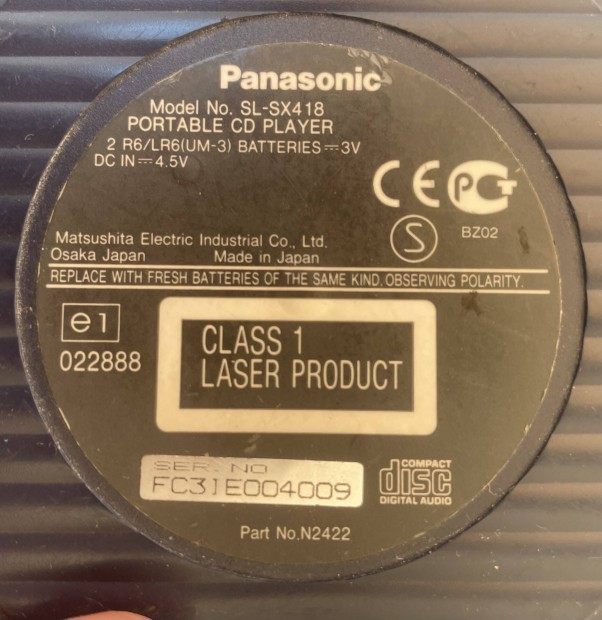 Panasonic
Model No. SL-SX418
PORTABLE CD PLAYER
2 R6/LR6(UM-3) BATTERIES⎓3V
DC IN⎓4.5V
CE PCT
S
BZ02
Matsushita Electric Industrial Co., Ltd.
Osaka Japan Made in Japan
REPLACE WITH FRESH BATTERIES OF THE SAME KIND. OBSERVING POLARITY.
e1
022888
CLASS 1
LASER PRODUCT
SER. NO
FC3IE004009
COMPACT
disc
DIGITAL AUDIO
Part No.N2422